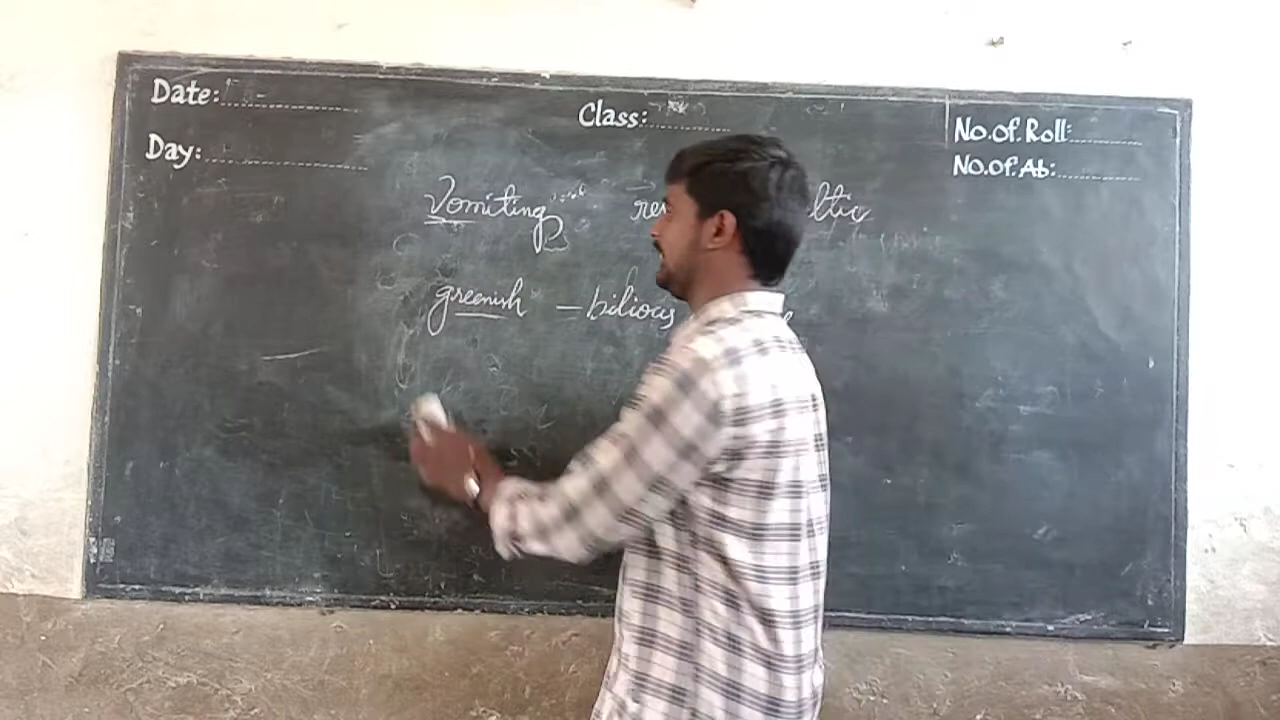 Date:
Class:
No.of.Roll:
Day:
No.of.Ab:
Vomiting
greenish — bilious